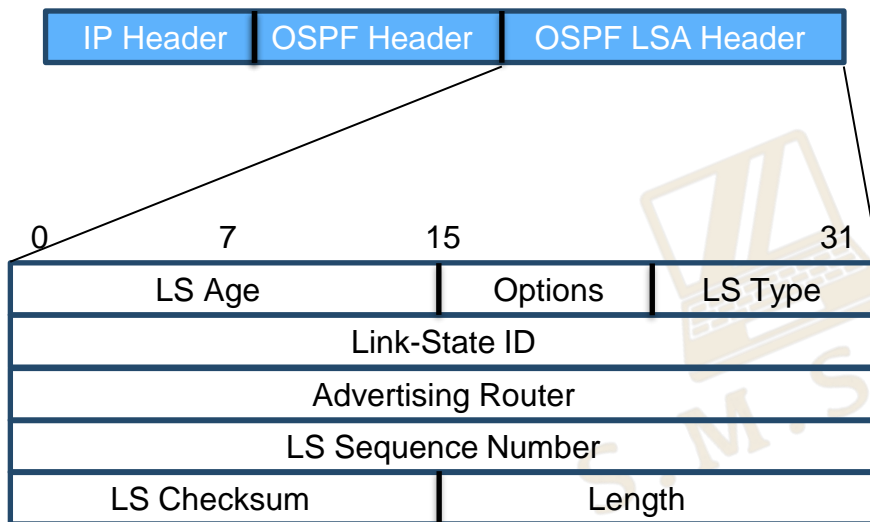 IP Header OSPF Header OSPF LSA Header
0 7 15 31
LS Age Options LS Type
Link-State ID
Advertising Router
LS Sequence Number
LS Checksum Length
S.M.S